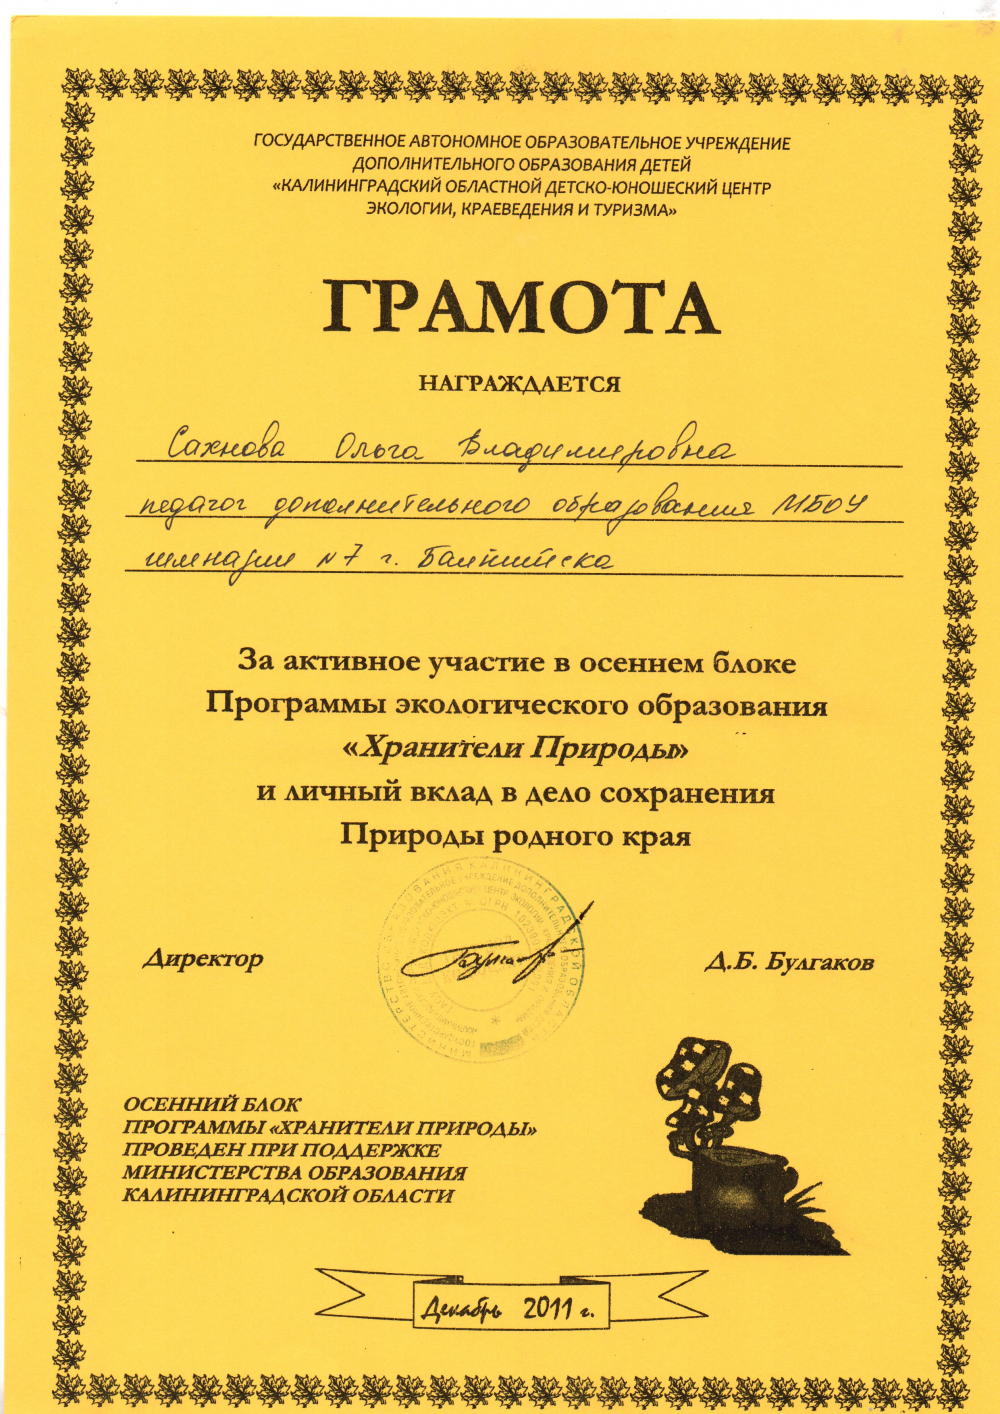 ГОСУДАРСТВЕННОЕ АВТОНОМНОЕ ОБРАЗОВАТЕЛЬНОЕ УЧРЕЖДЕНИЕ
ДОПОЛНИТЕЛЬНОГО ОБРАЗОВАНИЯ ДЕТЕЙ
«КАЛИНИНГРАДСКИЙ ОБЛАСТНОЙ ДЕТСКО-ЮНОШЕСКИЙ ЦЕНТР
ЭКОЛОГИИ, КРАЕВЕДЕНИЯ И ТУРИЗМА»
ГРАМОТА
НАГРАЖДАЕТСЯ
Сахнова Ольга Владимировна
педагог дополнительного образования МБОУ
гимназии №7 г. Балтийска
За активное участие в осеннем блоке
Программы экологического образования
«Хранители Природы»
и личный вклад в дело сохранения
Природы родного края
Директор
Д.Б. Булгаков
ОСЕННИЙ БЛОК
ПРОГРАММЫ «ХРАНИТЕЛИ ПРИРОДЫ»
ПРОВЕДЕН ПРИ ПОДДЕРЖКЕ
МИНИСТЕРСТВА ОБРАЗОВАНИЯ
КАЛИНИНГРАДСКОЙ ОБЛАСТИ
Декабрь 2011 г.